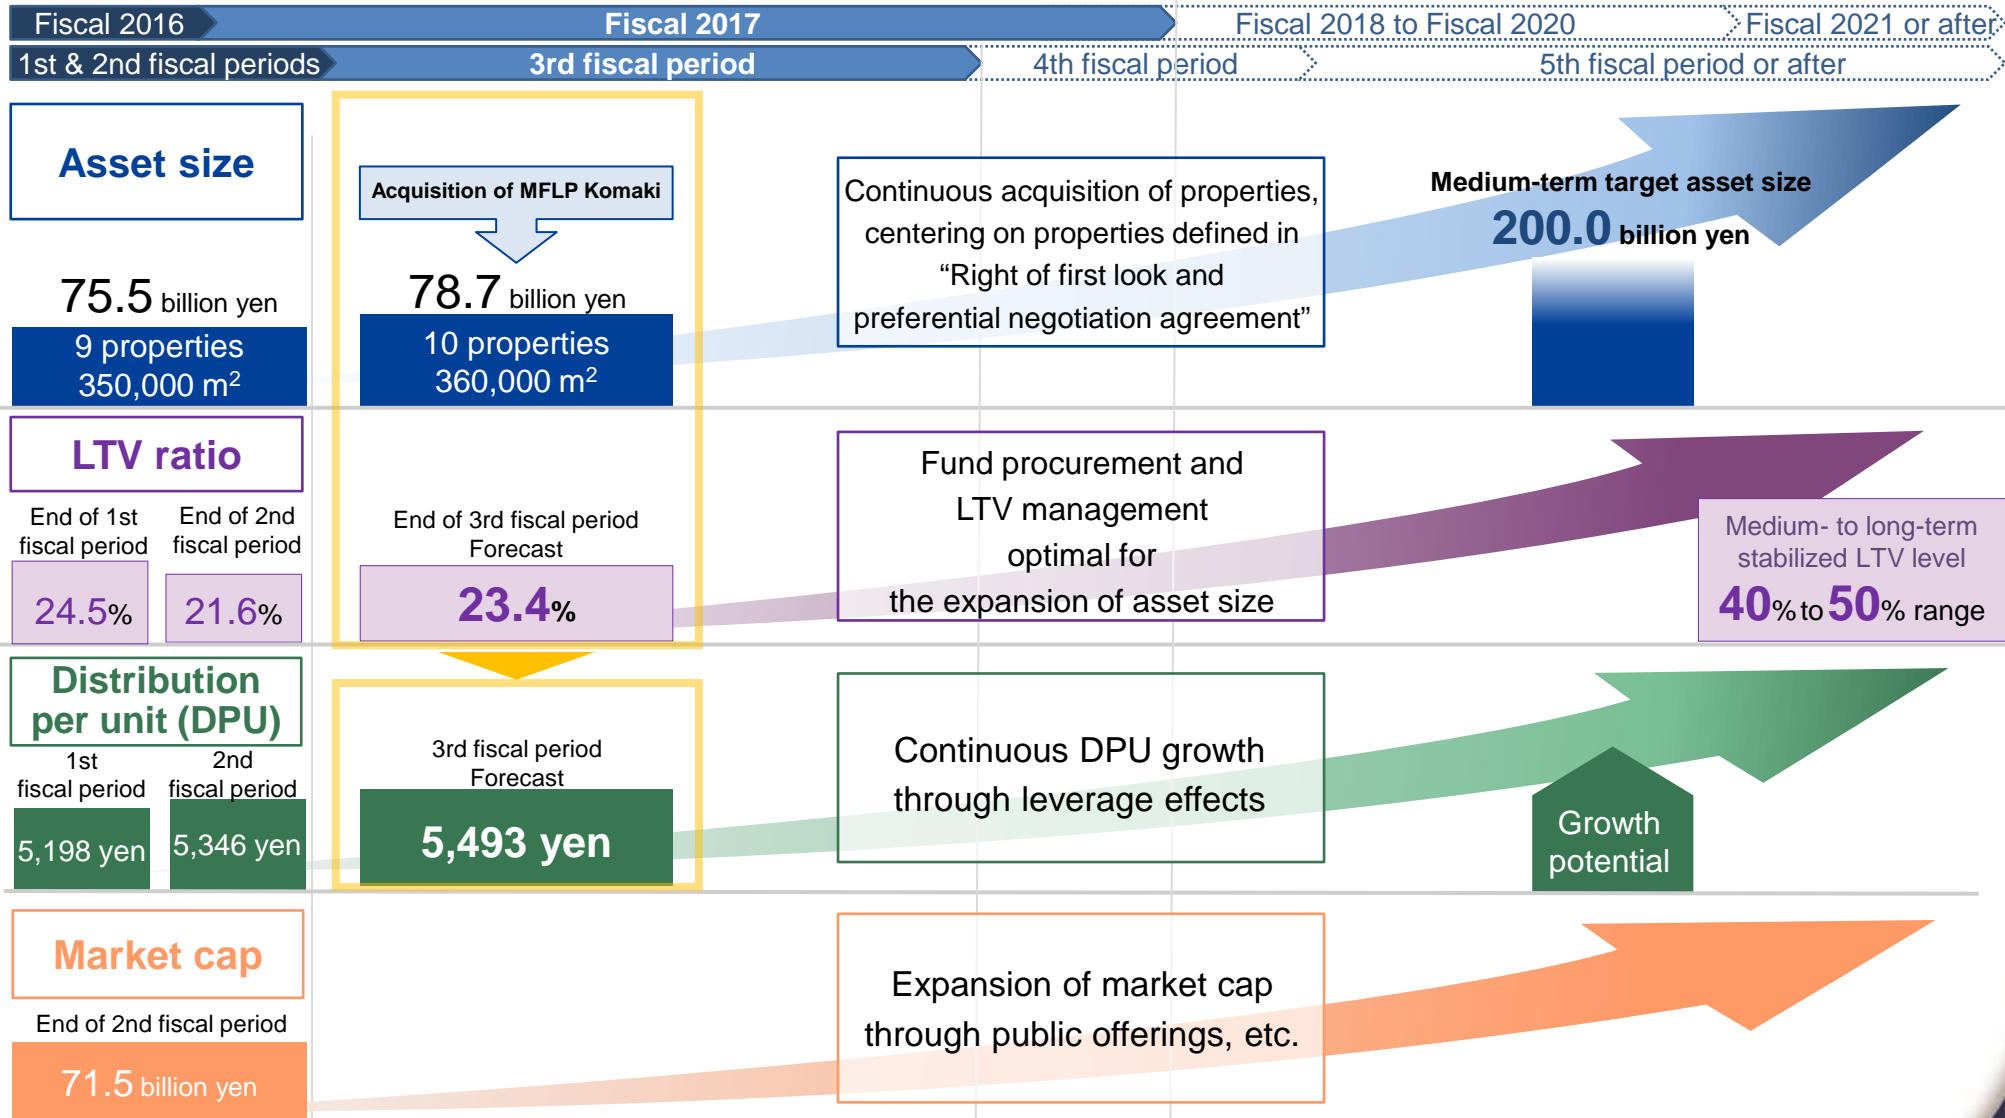 Fiscal 2016
Fiscal 2017
Fiscal 2018 to Fiscal 2020
Fiscal 2021 or after
1st & 2nd fiscal periods
3rd fiscal period
4th fiscal period
5th fiscal period or after
Asset size
75.5 billion yen
9 properties
350,000 m²
Acquisition of MFLP Komaki
78.7 billion yen
10 properties
360,000 m²
Continuous acquisition of properties,
centering on properties defined in
“Right of first look and
preferential negotiation agreement”
Medium-term target asset size
200.0 billion yen
LTV ratio
End of 1st
fiscal period
24.5%
End of 2nd
fiscal period
21.6%
End of 3rd fiscal period
Forecast
23.4%
Fund procurement and
LTV management
optimal for
the expansion of asset size
Medium- to long-term
stabilized LTV level
40% to 50% range
Distribution
per unit (DPU)
1st
fiscal period
5,198 yen
2nd
fiscal period
5,346 yen
3rd fiscal period
Forecast
5,493 yen
Continuous DPU growth
through leverage effects
Growth
potential
Market cap
End of 2nd fiscal period
71.5 billion yen
Expansion of market cap
through public offerings, etc.